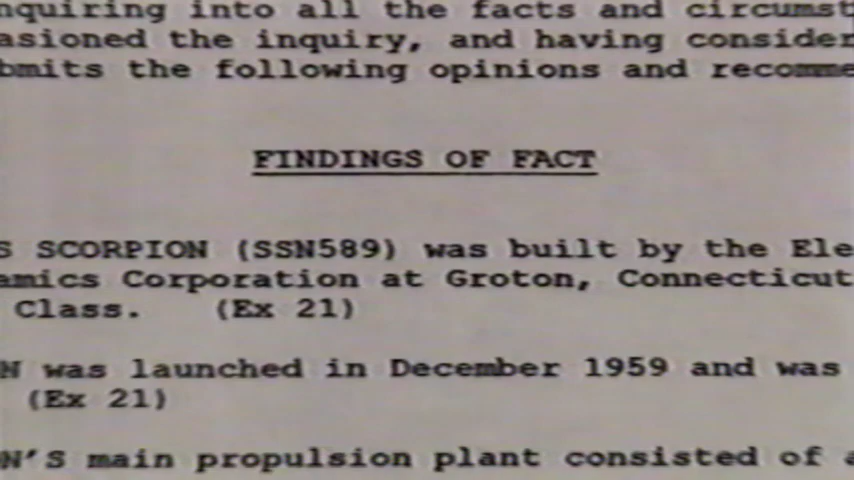 nquiring into all the facts and circumst
asioned the inquiry, and having consider
bmits the following opinions and recomme
FINDINGS OF FACT
S SCORPION (SSN589) was built by the Ele
amics Corporation at Groton, Connecticut
Class. (Ex 21)
N was launched in December 1959 and was
(Ex 21)
N'S main propulsion plant consisted of a